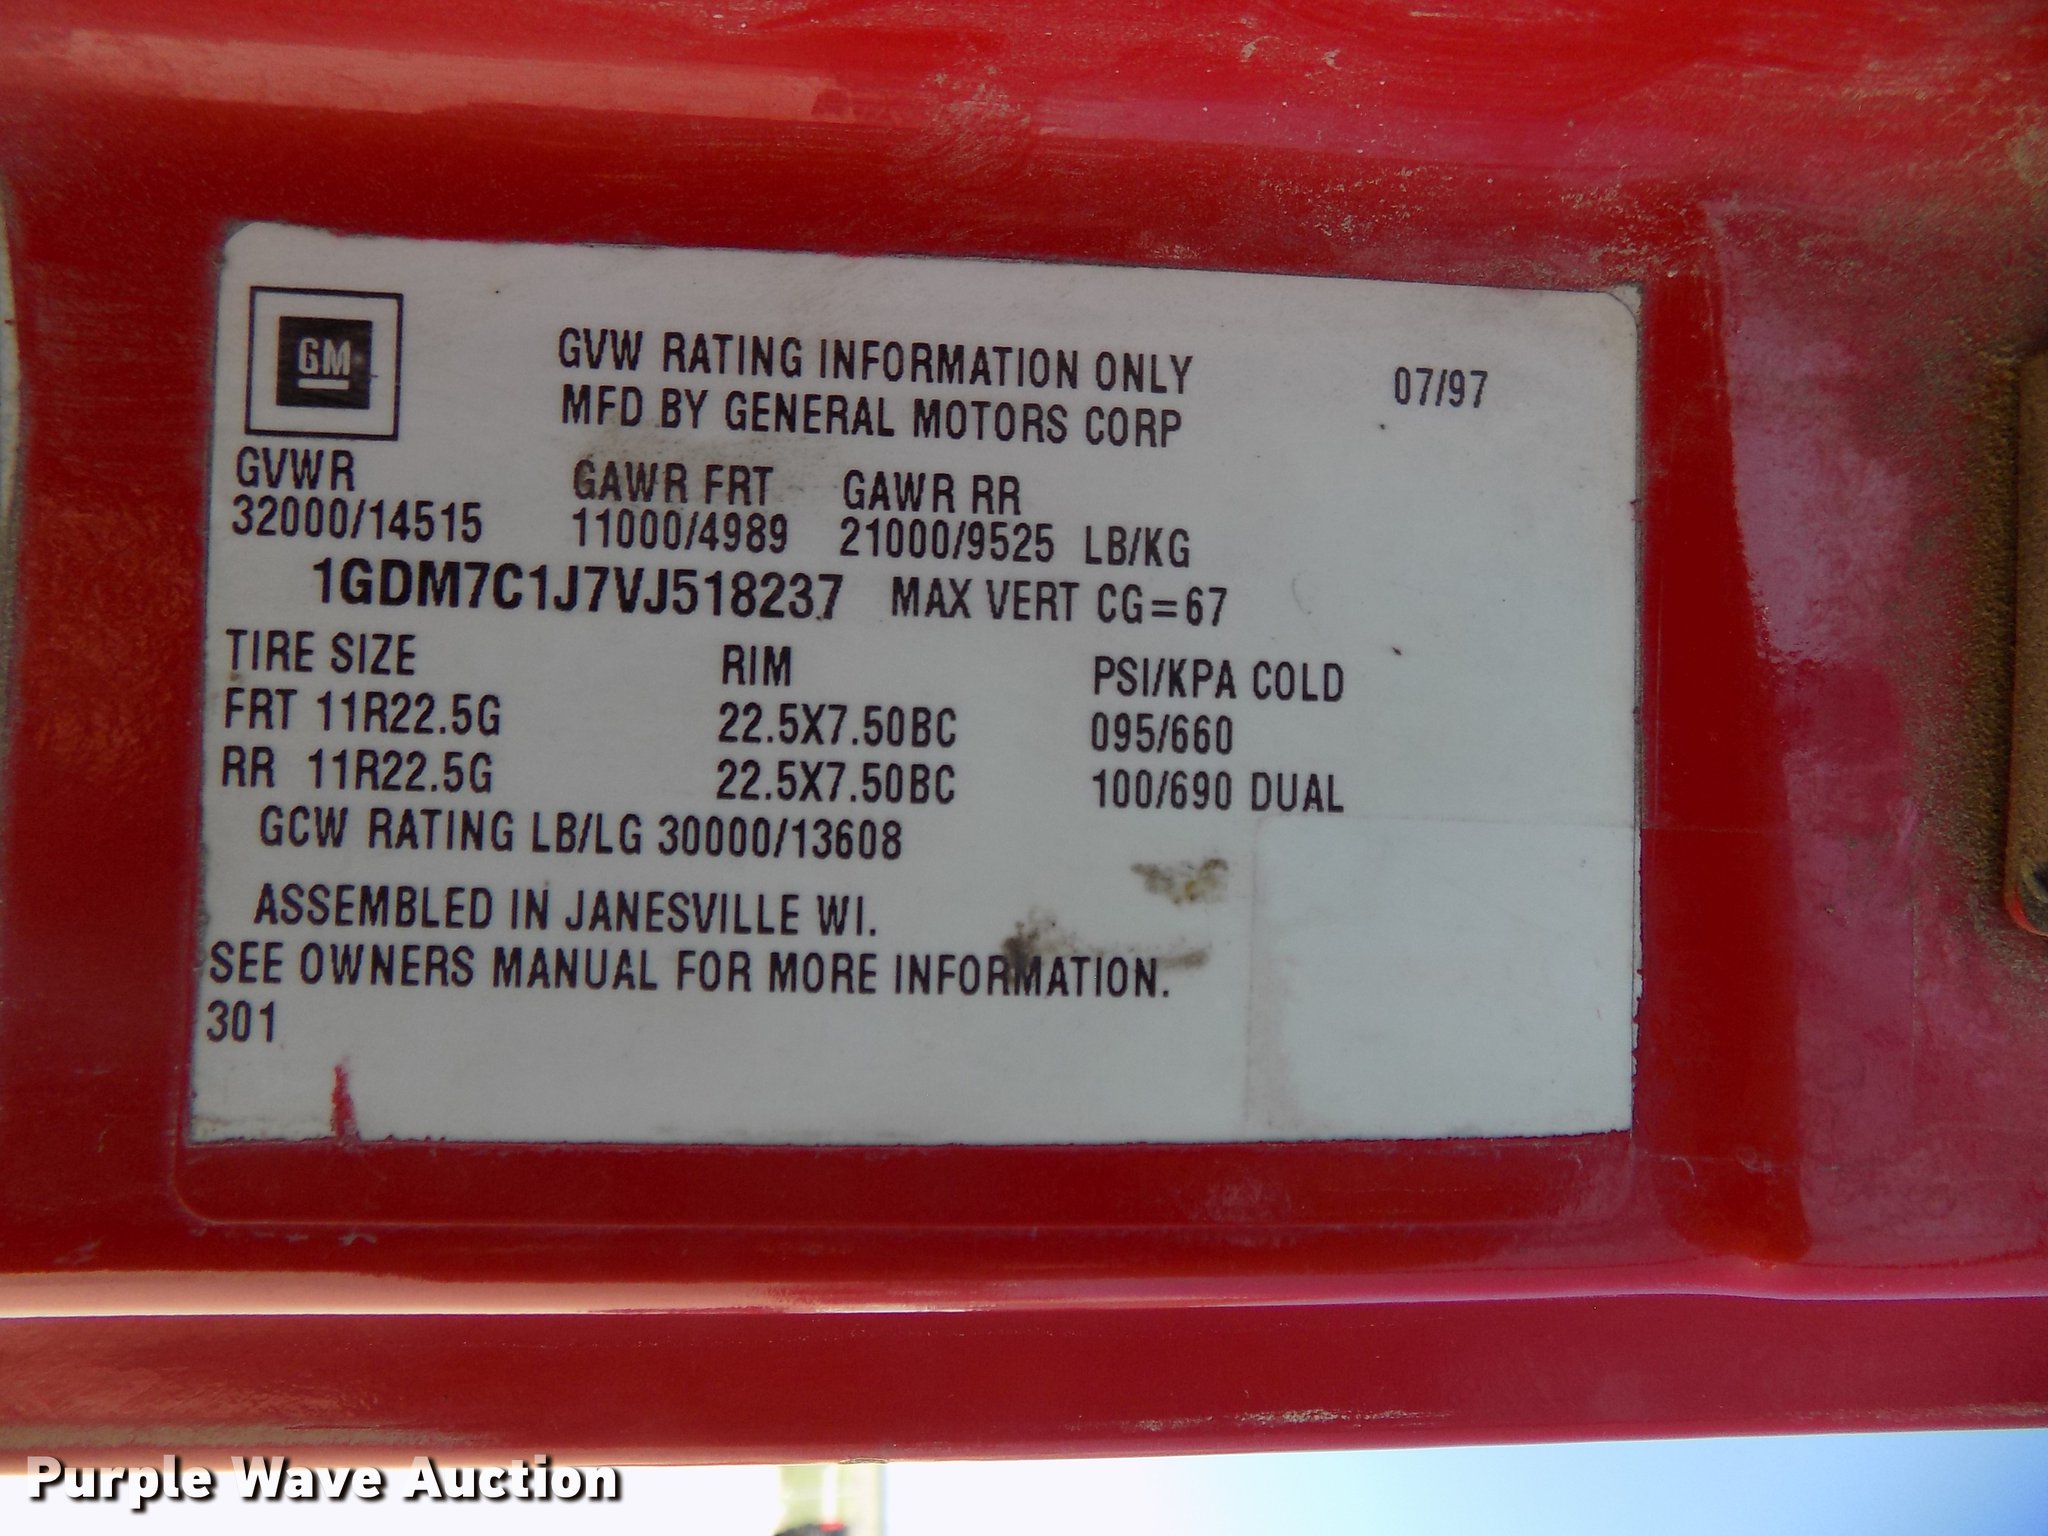 GM
GVW RATING INFORMATION ONLY 07/97
MFD BY GENERAL MOTORS CORP
GVWR GAWR FRT GAWR RR
32000/14515 11000/4989 21000/9525 LB/KG
1GDM7C1J7VJ518237 MAX VERT CG=67
TIRE SIZE RIM PSI/KPA COLD
FRT 11R22.5G 22.5X7.50BC 095/660
RR 11R22.5G 22.5X7.50BC 100/690 DUAL
GCW RATING LB/LG 30000/13608
ASSEMBLED IN JANESVILLE WI.
SEE OWNERS MANUAL FOR MORE INFORMATION.
301
Purple Wave Auction